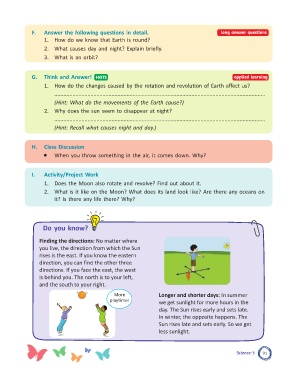 F. Answer the following questions in detail. long answer questions
1. How do we know that Earth is round?
2. What causes day and night? Explain briefly.
3. What is an orbit?
G. Think and Answer! HOTS applied learning
1. How do the changes caused by the rotation and revolution of Earth affect us?
(Hint: What do the movements of the Earth cause?)
2. Why does the sun seem to disappear at night?
(Hint: Recall what causes night and day.)
H. Class Discussion
• When you throw something in the air, it comes down. Why?
I. Activity/Project Work
1. Does the Moon also rotate and revolve? Find out about it.
2. What is it like on the Moon? What does its land look like? Are there any oceans on
it? Is there any life there? Why?
Do you know?
Finding the directions: No matter where
you live, the direction from which the Sun
rises is the east. If you know the eastern
direction, you can find the other three
directions. If you face the east, the west
is behind you. The north is to your left,
and the south to your right.
More
playtime!
Longer and shorter days: In summer
we get sunlight for more hours in the
day. The Sun rises early and sets late.
In winter, the opposite happens. The
Sun rises late and sets early. So we get
less sunlight.
Science-3